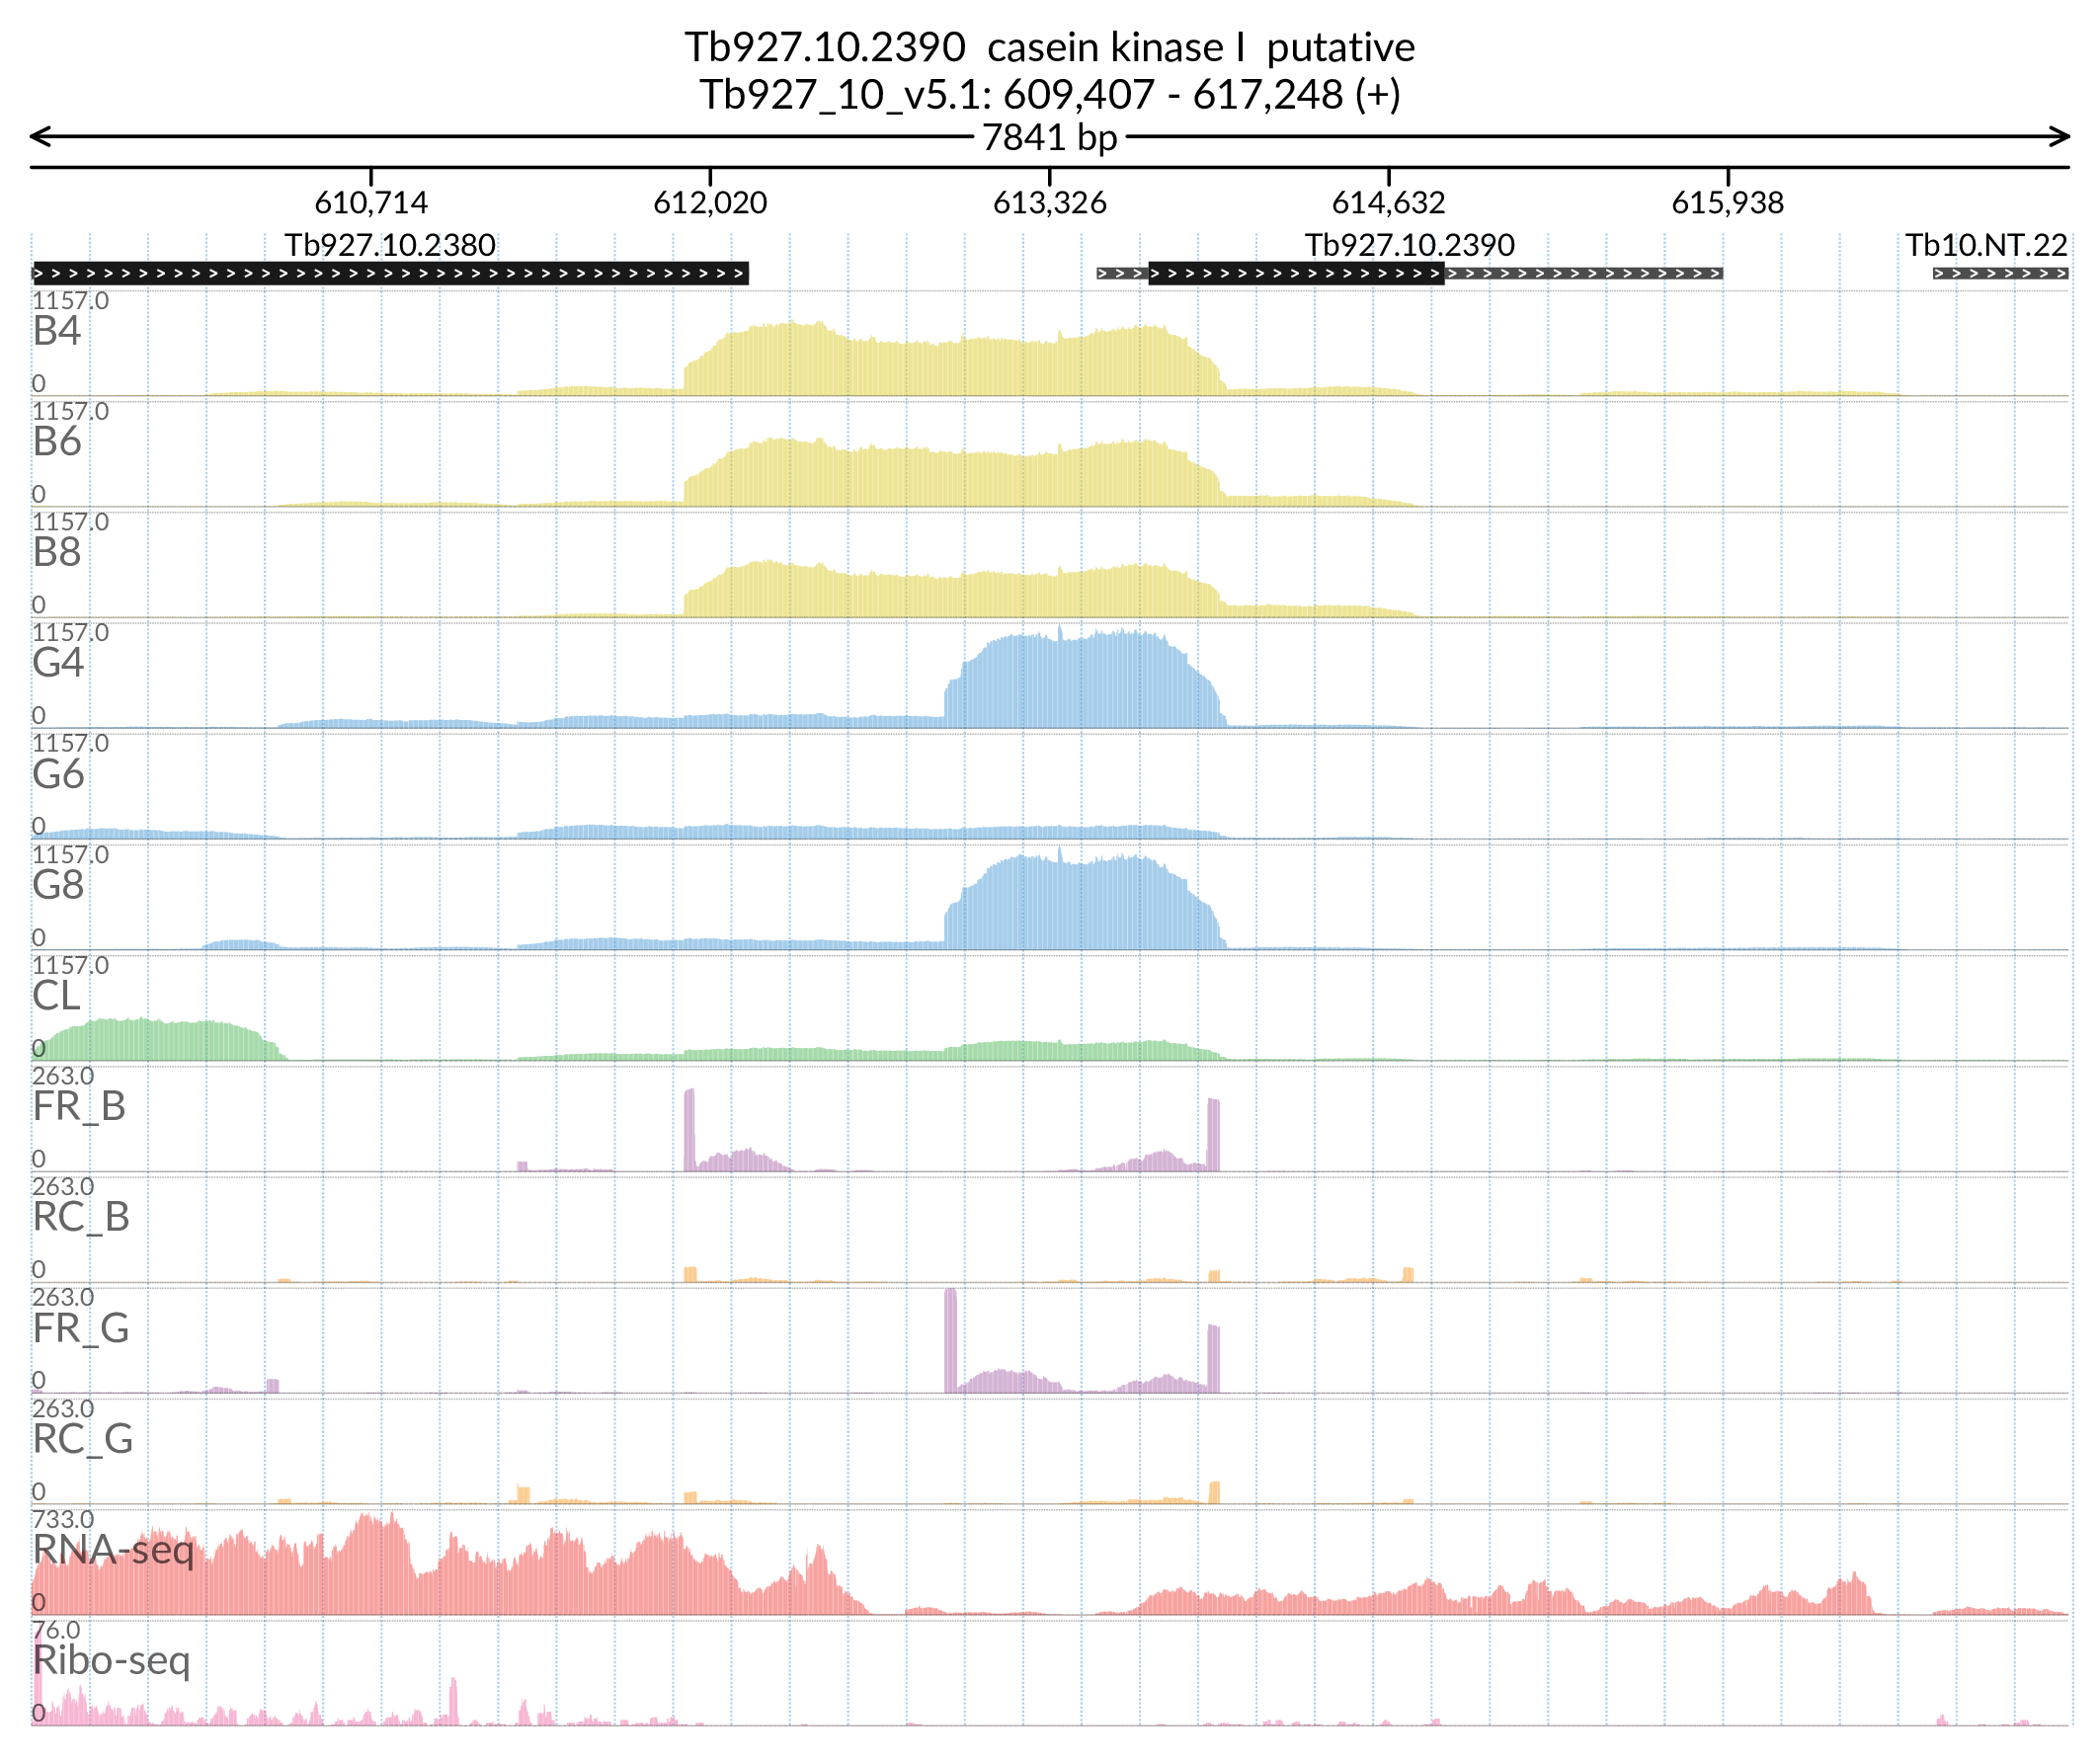 Tb927.10.2390  casein kinase I  putative
Tb927_10_v5.1: 609,407 - 617,248 (+)
7841 bp
610,714 612,020 613,326 614,632 615,938
Tb927.10.2380 Tb927.10.2390 Tb10.NT.22
1157.0
B4
0
1157.0
B6
0
1157.0
B8
0
1157.0
G4
0
1157.0
G6
0
1157.0
G8
0
1157.0
CL
0
263.0
FR_B
0
263.0
RC_B
0
263.0
FR_G
0
263.0
RC_G
0
733.0
RNA-seq
0
76.0
Ribo-seq
0